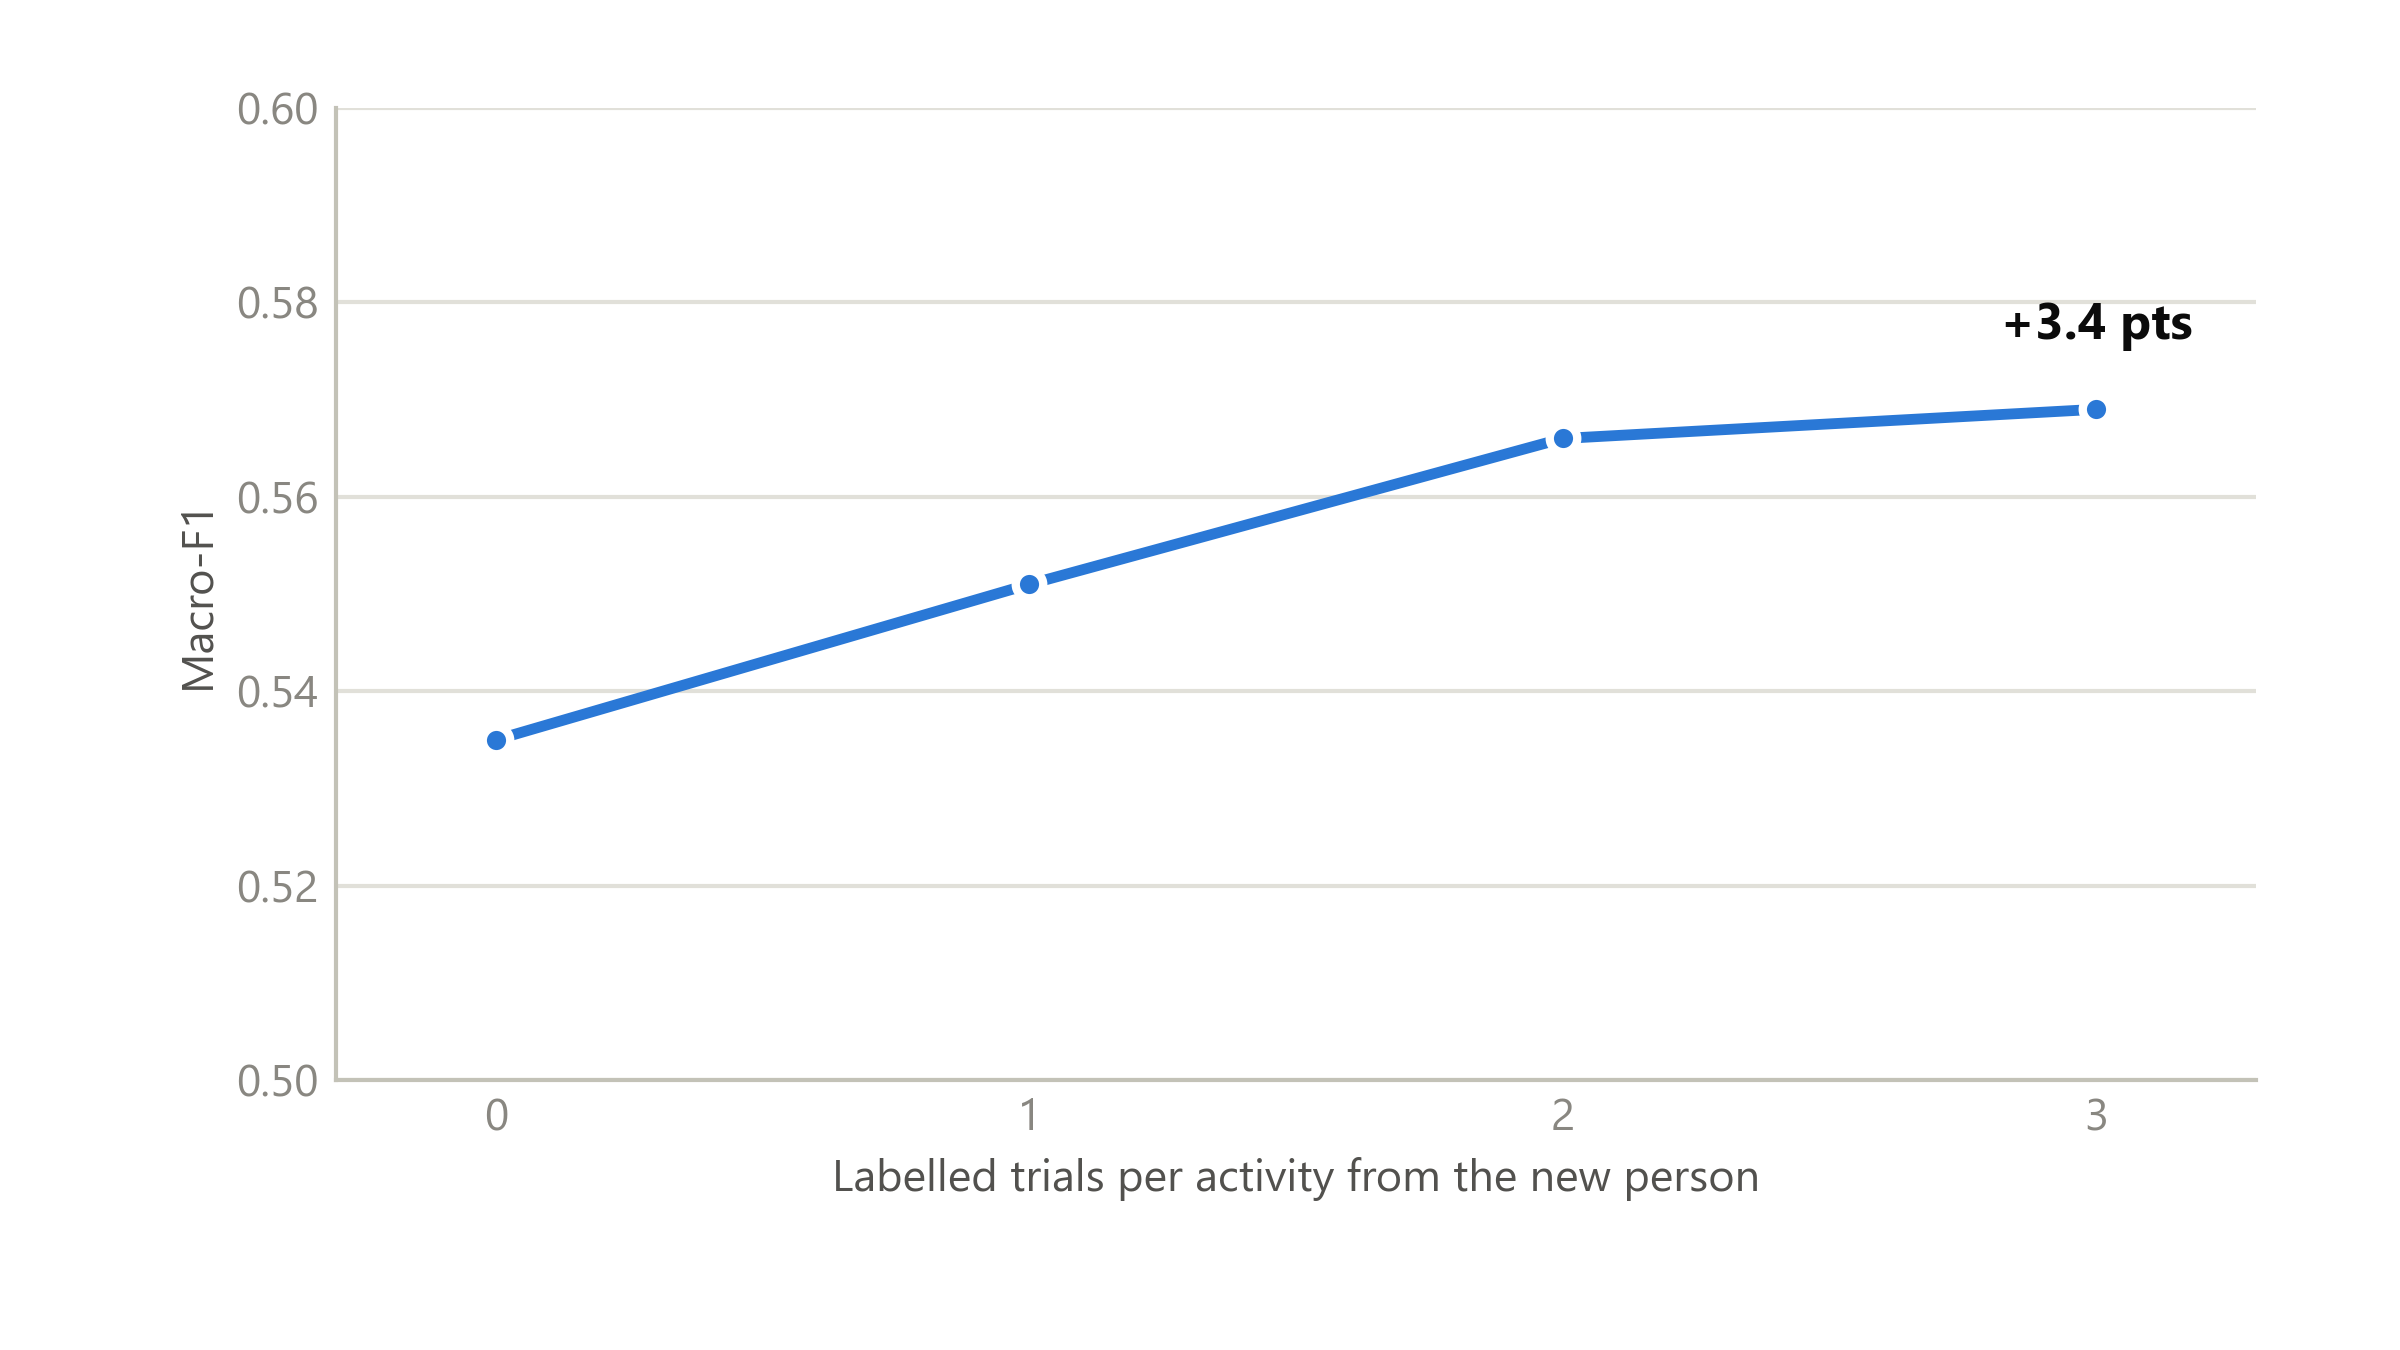 0.60
0.58
+3.4 pts
0.56
Macro-F1
0.54
0.52
0.50
0 1 2 3
Labelled trials per activity from the new person